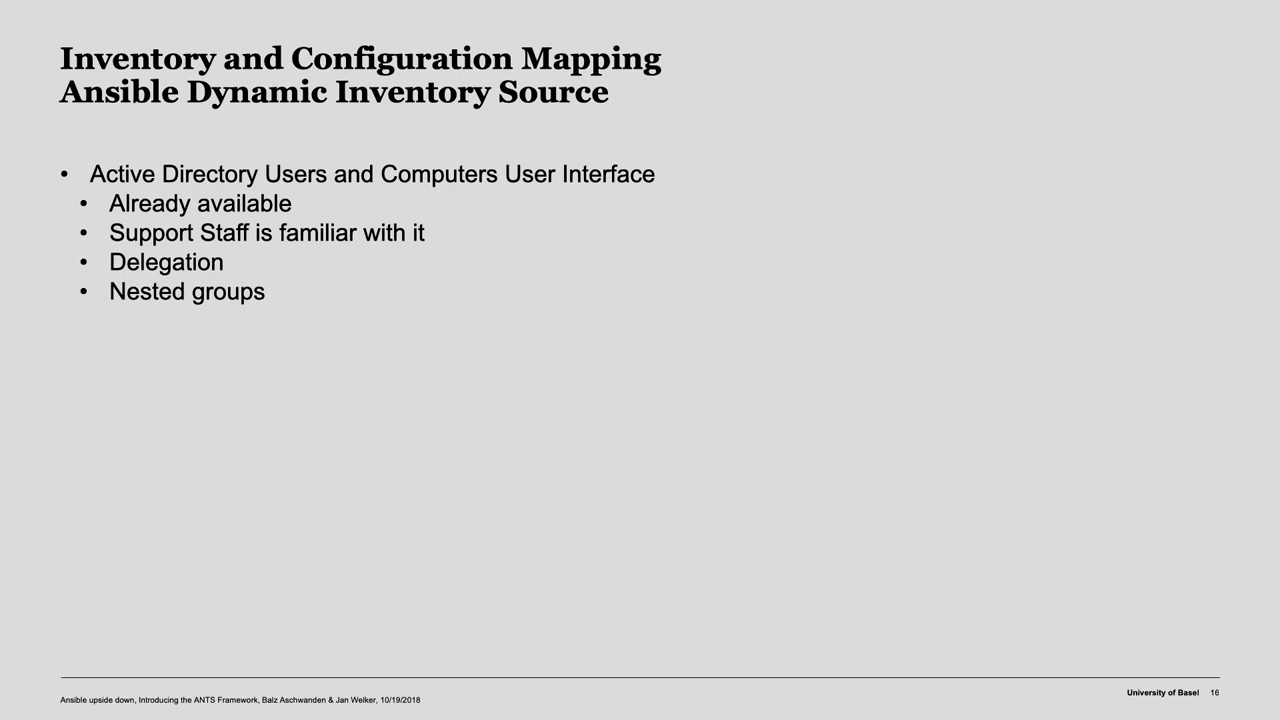 Inventory and Configuration Mapping
Ansible Dynamic Inventory Source
• Active Directory Users and Computers User Interface
• Already available
• Support Staff is familiar with it
• Delegation
• Nested groups
Ansible upside down, Introducing the ANTS Framework, Balz Aschwanden & Jan Welker, 10/19/2018
University of Basel 16